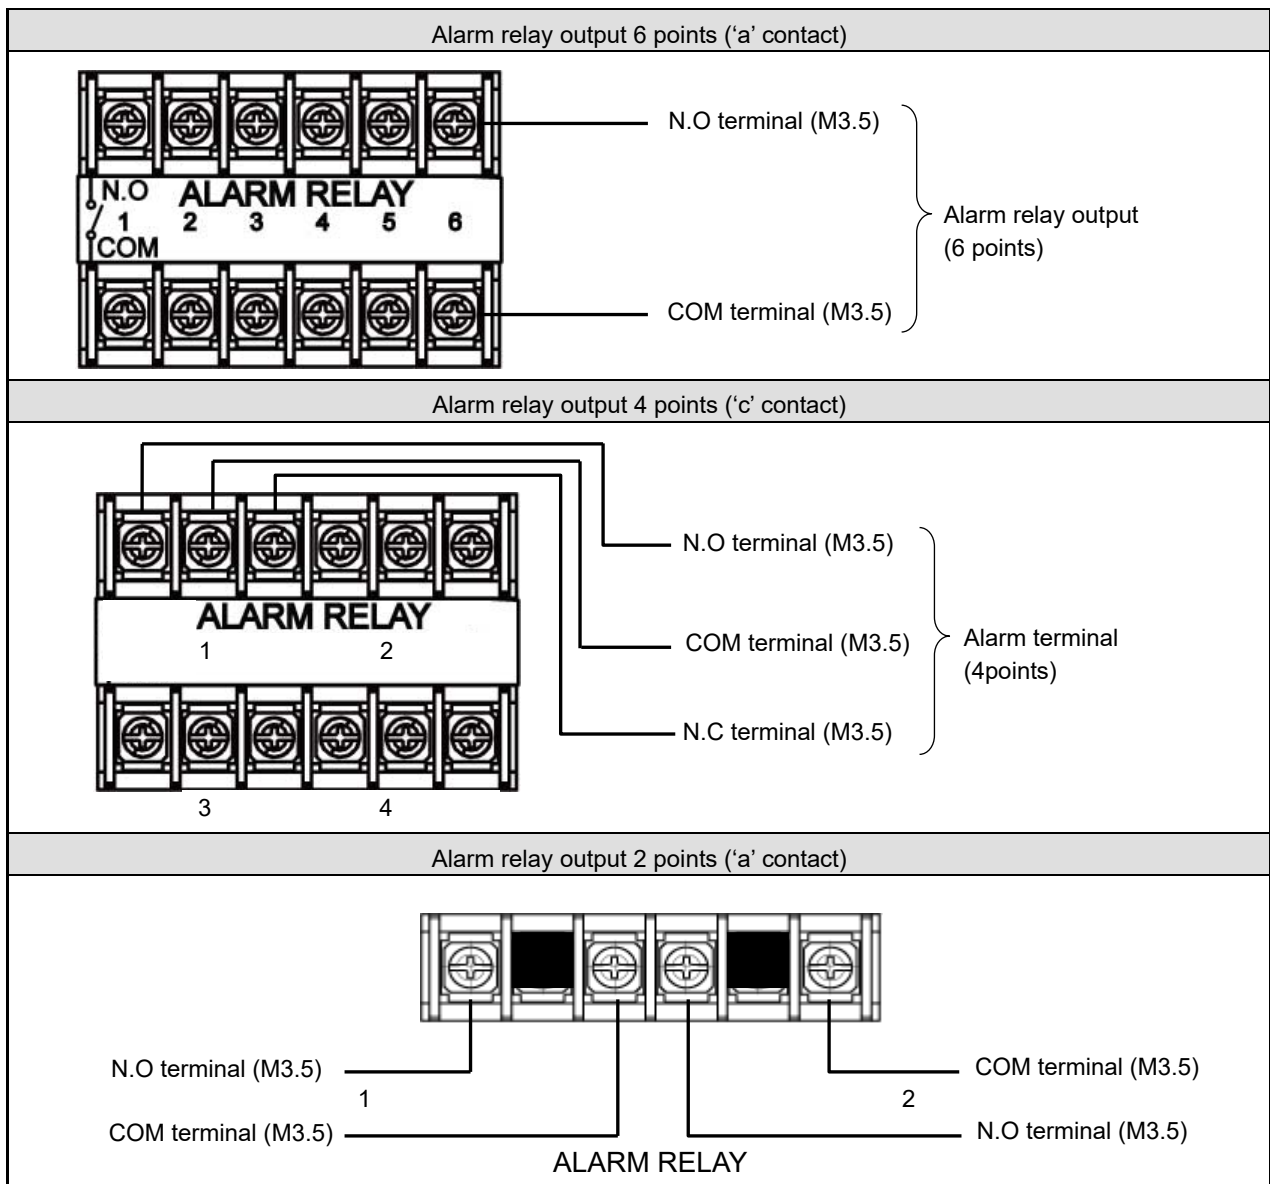 Alarm relay output 6 points (‘a’ contact)
N.O terminal (M3.5)
N.O ALARM RELAY
1 2 3 4 5 6
COM
Alarm relay output
(6 points)
COM terminal (M3.5)
Alarm relay output 4 points (‘c’ contact)
N.O terminal (M3.5)
ALARM RELAY
1 2
COM terminal (M3.5)
Alarm terminal
(4points)
N.C terminal (M3.5)
3 4
Alarm relay output 2 points (‘a’ contact)
N.O terminal (M3.5)
COM terminal (M3.5)
1 2
COM terminal (M3.5)
N.O terminal (M3.5)
ALARM RELAY